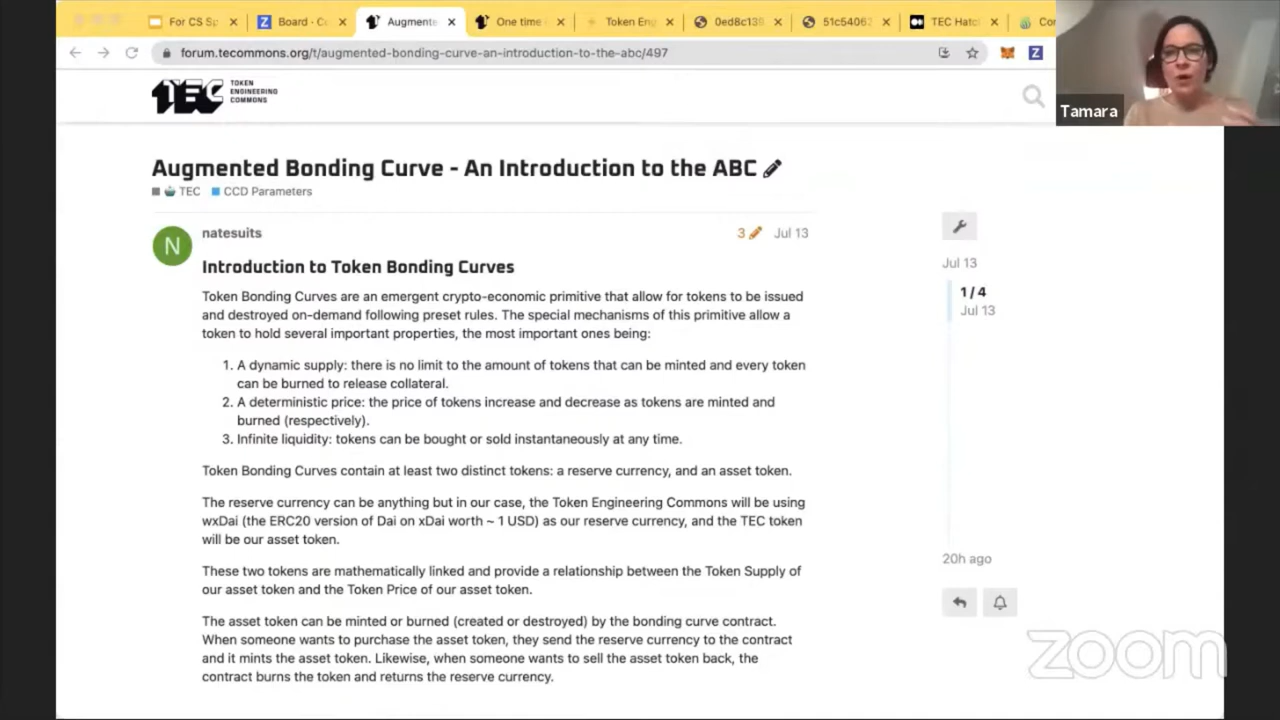 For CS Sp
Board - C
Augmente
One time
Token Eng
0ed8c138
51c54062
TEC Hatc
Cor
forum.tecommons.org/t/augmented-bonding-curve-an-introduction-to-the-abc/497
TEC
TOKEN
ENGINEERING
COMMONS
Tamara
Augmented Bonding Curve - An Introduction to the ABC
TEC CCD Parameters
N
natesuits
3
Jul 13
Introduction to Token Bonding Curves
Token Bonding Curves are an emergent crypto-economic primitive that allow for tokens to be issued
and destroyed on-demand following preset rules. The special mechanisms of this primitive allow a
token to hold several important properties, the most important ones being:
1. A dynamic supply: there is no limit to the amount of tokens that can be minted and every token
can be burned to release collateral.
2. A deterministic price: the price of tokens increase and decrease as tokens are minted and
burned (respectively).
3. Infinite liquidity: tokens can be bought or sold instantaneously at any time.
Token Bonding Curves contain at least two distinct tokens: a reserve currency, and an asset token.
The reserve currency can be anything but in our case, the Token Engineering Commons will be using
wxDai (the ERC20 version of Dai on xDai worth ~ 1 USD) as our reserve currency, and the TEC token
will be our asset token.
These two tokens are mathematically linked and provide a relationship between the Token Supply of
our asset token and the Token Price of our asset token.
The asset token can be minted or burned (created or destroyed) by the bonding curve contract.
When someone wants to purchase the asset token, they send the reserve currency to the contract
and it mints the asset token. Likewise, when someone wants to sell the asset token back, the
contract burns the token and returns the reserve currency.
Jul 13
1 / 4
Jul 13
20h ago
zoom